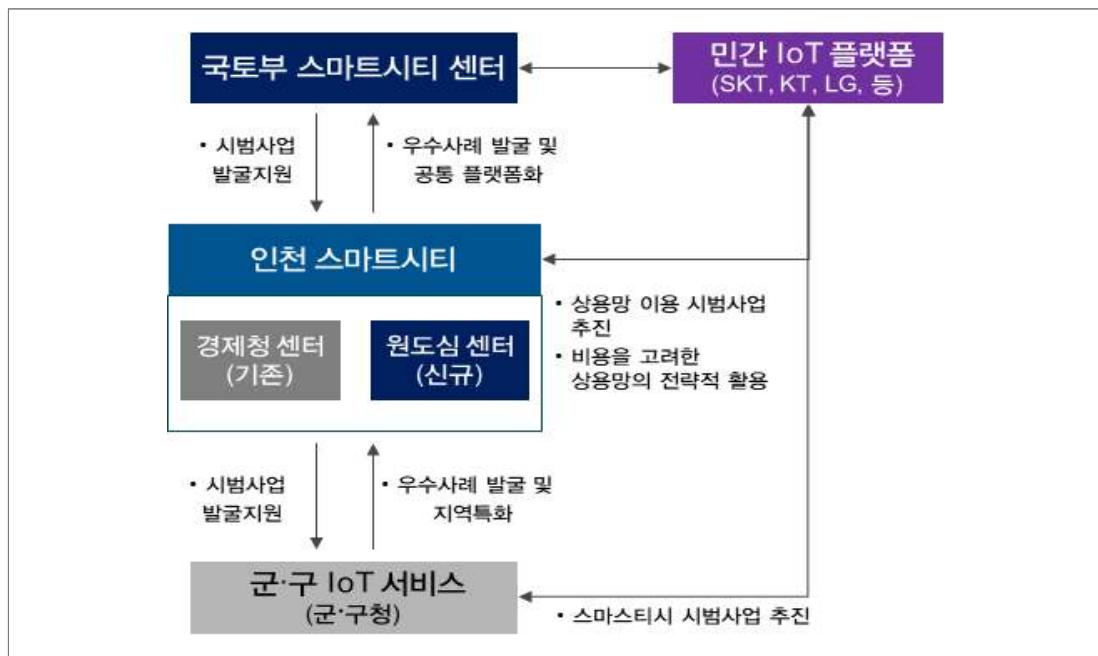 국토부 스마트시티 센터
민간 IoT 플랫폼
(SKT, KT, LG, 등)
• 시범사업
발굴지원
• 우수사례 발굴 및
공통 플랫폼화
인천 스마트시티
경제청 센터
(기존)
원도심 센터
(신규)
• 상용망 이용 시범사업
추진
• 비용을 고려한
상용망의 전략적 활용
• 시범사업
발굴지원
• 우수사례 발굴 및
지역특화
군·구 IoT 서비스
(군·구청)
• 스마스티시 시범사업 추진